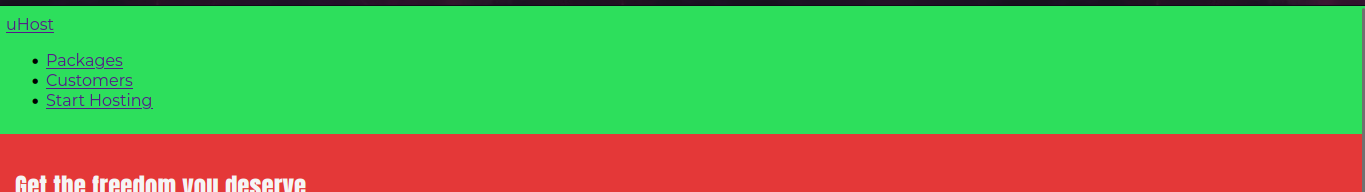 uHost
Packages
Customers
Start Hosting
Get the freedom you deserve